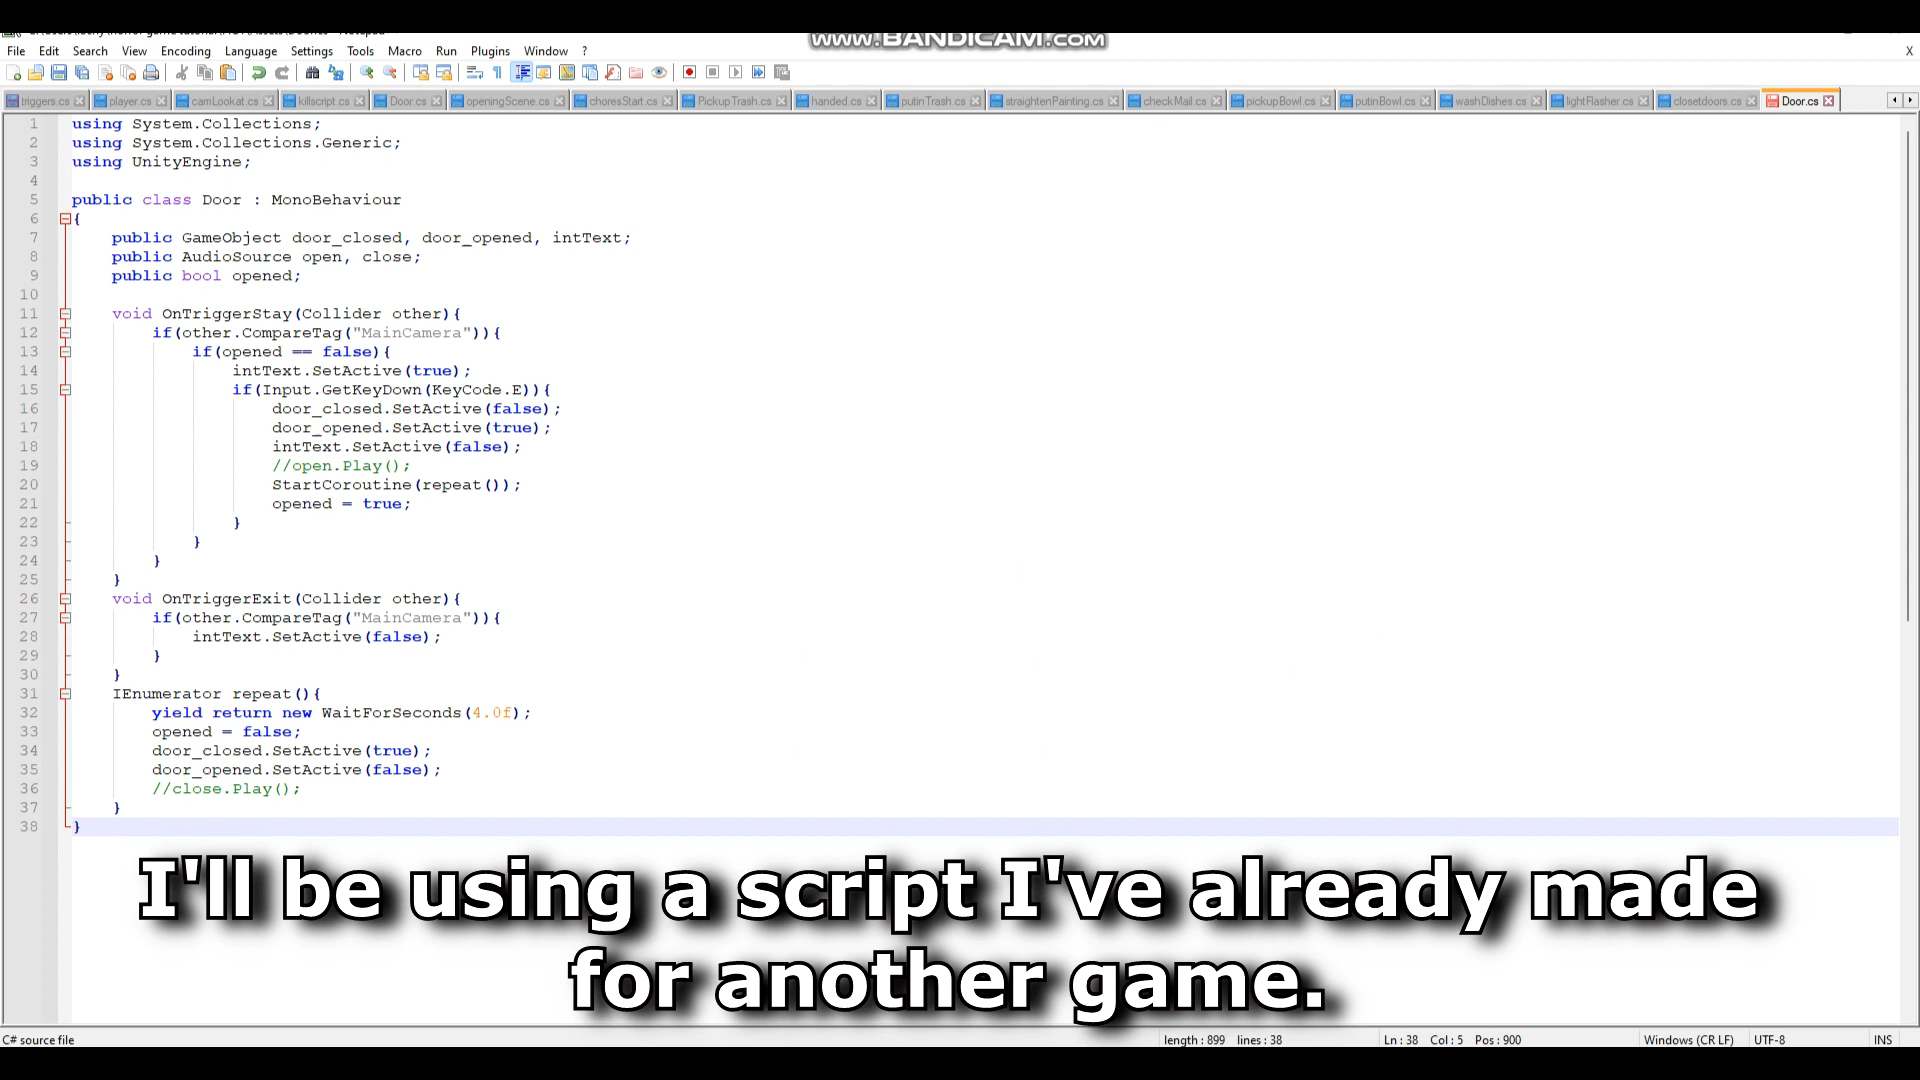 www.BANDICAM.com
File Edit Search View Encoding Language Settings Tools Macro Run Plugins Window ? X
triggers.cs player.cs camLookat.cs killscript.cs Door.cs openingScene.cs choresStart.cs PickupTrash.cs handed.cs putinTrash.cs straightenPainting.cs checkMail.cs pickupBowl.cs putinBowl.cs washDishes.cs lightFlasher.cs closetdoors.cs Door.cs
1 using System.Collections;
2 using System.Collections.Generic;
3 using UnityEngine;
4
5 public class Door : MonoBehaviour
6 {
7 public GameObject door_closed, door_opened, intText;
8 public AudioSource open, close;
9 public bool opened;
10
11 void OnTriggerStay(Collider other){
12 if(other.CompareTag("MainCamera")){
13 if(opened == false){
14 intText.SetActive(true);
15 if(Input.GetKeyDown(KeyCode.E)){
16 door_closed.SetActive(false);
17 door_opened.SetActive(true);
18 intText.SetActive(false);
19 //open.Play();
20 StartCoroutine(repeat());
21 opened = true;
22 }
23 }
24 }
25 }
26 void OnTriggerExit(Collider other){
27 if(other.CompareTag("MainCamera")){
28 intText.SetActive(false);
29 }
30 }
31 IEnumerator repeat(){
32 yield return new WaitForSeconds(4.0f);
33 opened = false;
34 door_closed.SetActive(true);
35 door_opened.SetActive(false);
36 //close.Play();
37 }
38 }
I'll be using a script I've already made
for another game.
C# source file length : 899 lines : 38 Ln : 38 Col : 5 Pos : 900 Windows (CR LF) UTF-8 INS